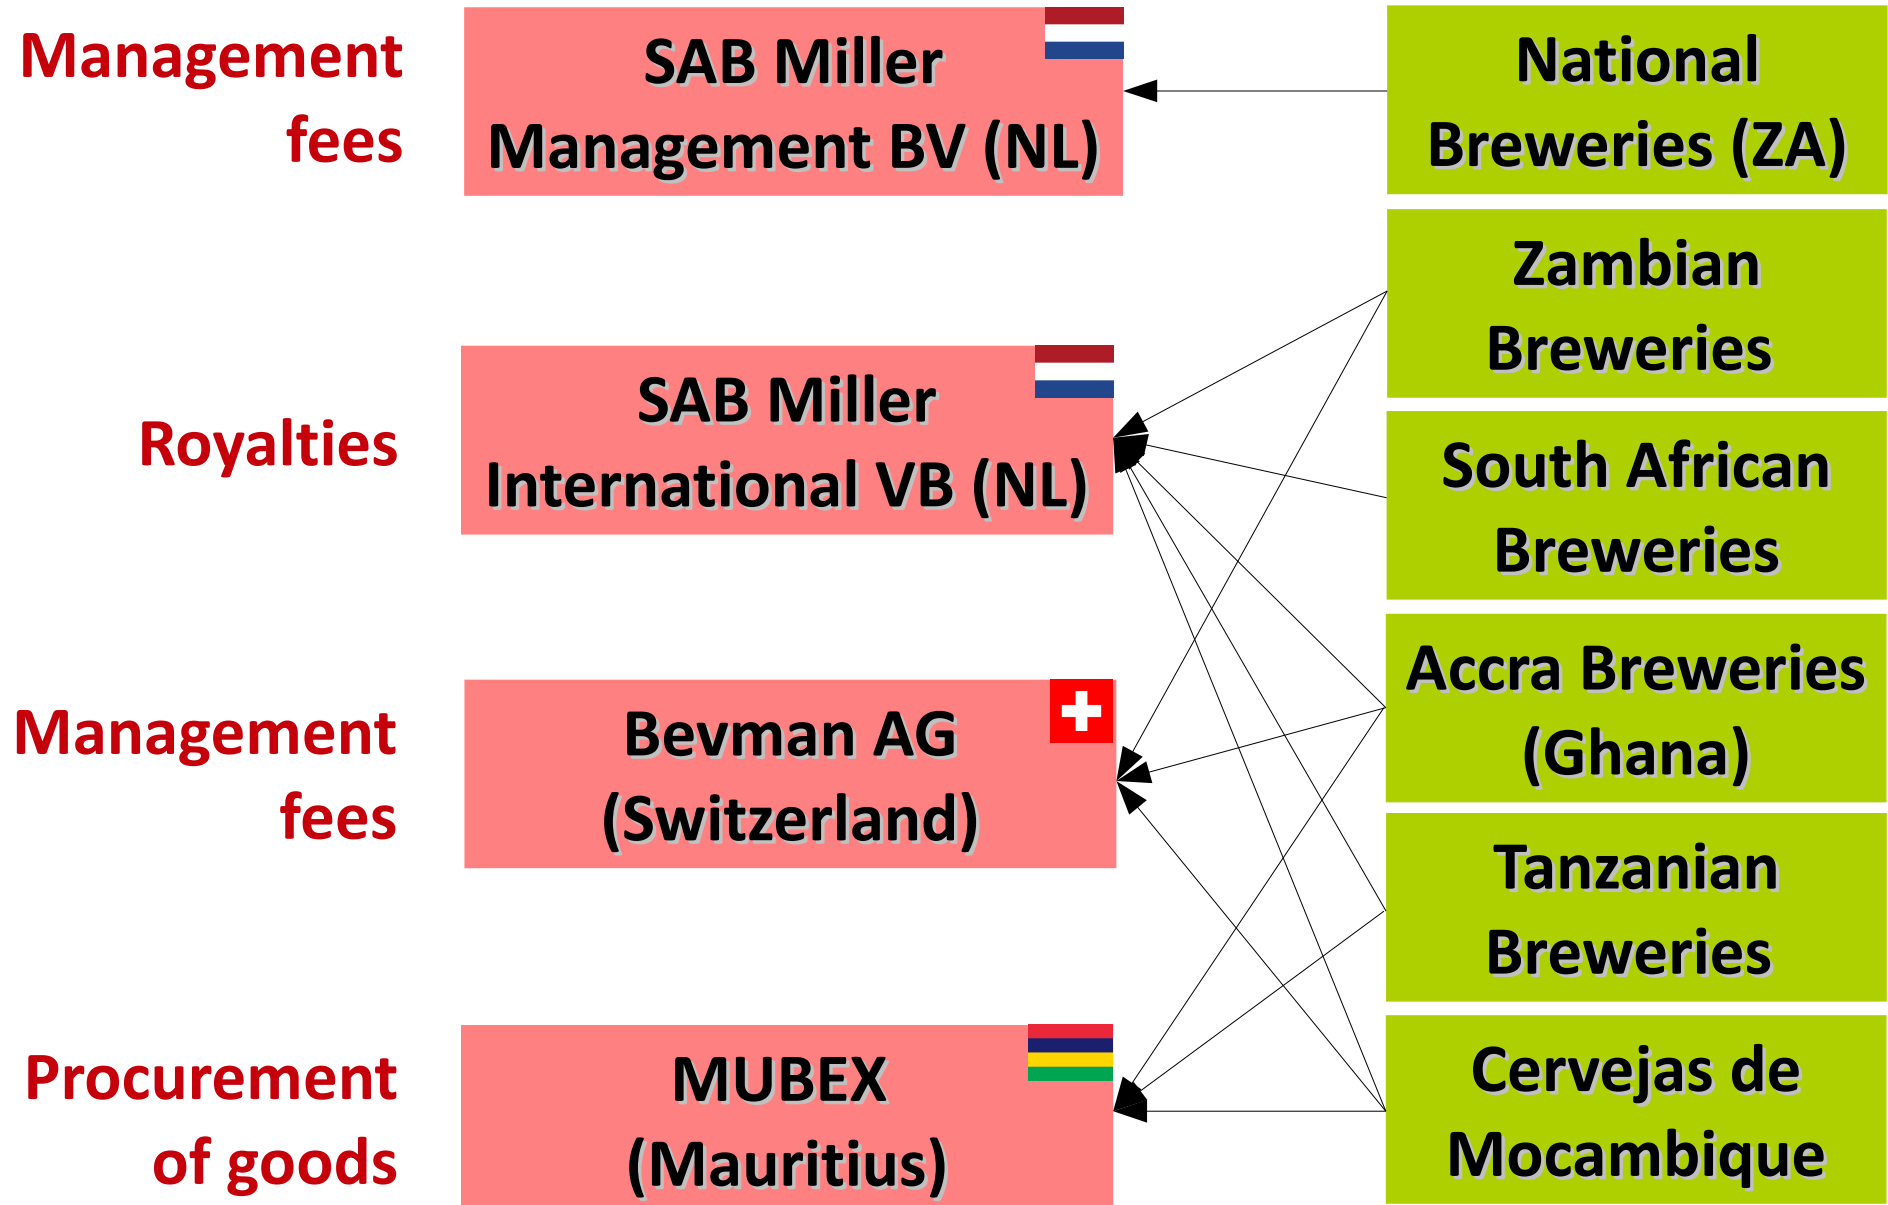 Management
fees
SAB Miller
Management BV (NL)
National
Breweries (ZA)
Zambian
Breweries
Royalties
SAB Miller
International VB (NL)
South African
Breweries
Accra Breweries
(Ghana)
Management
fees
Bevman AG
(Switzerland)
Tanzanian
Breweries
Procurement
of goods
MUBEX
(Mauritius)
Cervejas de
Mocambique